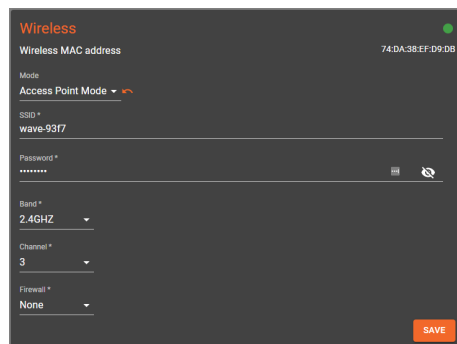 Wireless
Wireless MAC address 74:DA:38:EF:D9:DB
Mode
Access Point Mode
SSID *
wave-93f7
Password *
••••••••
Band *
2.4GHZ
Channel *
3
Firewall *
None
SAVE